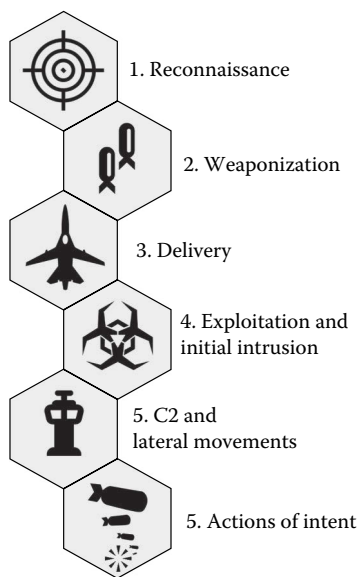 1. Reconnaissance
2. Weaponization
3. Delivery
4. Exploitation and
initial intrusion
5. C2 and
lateral movements
5. Actions of intent